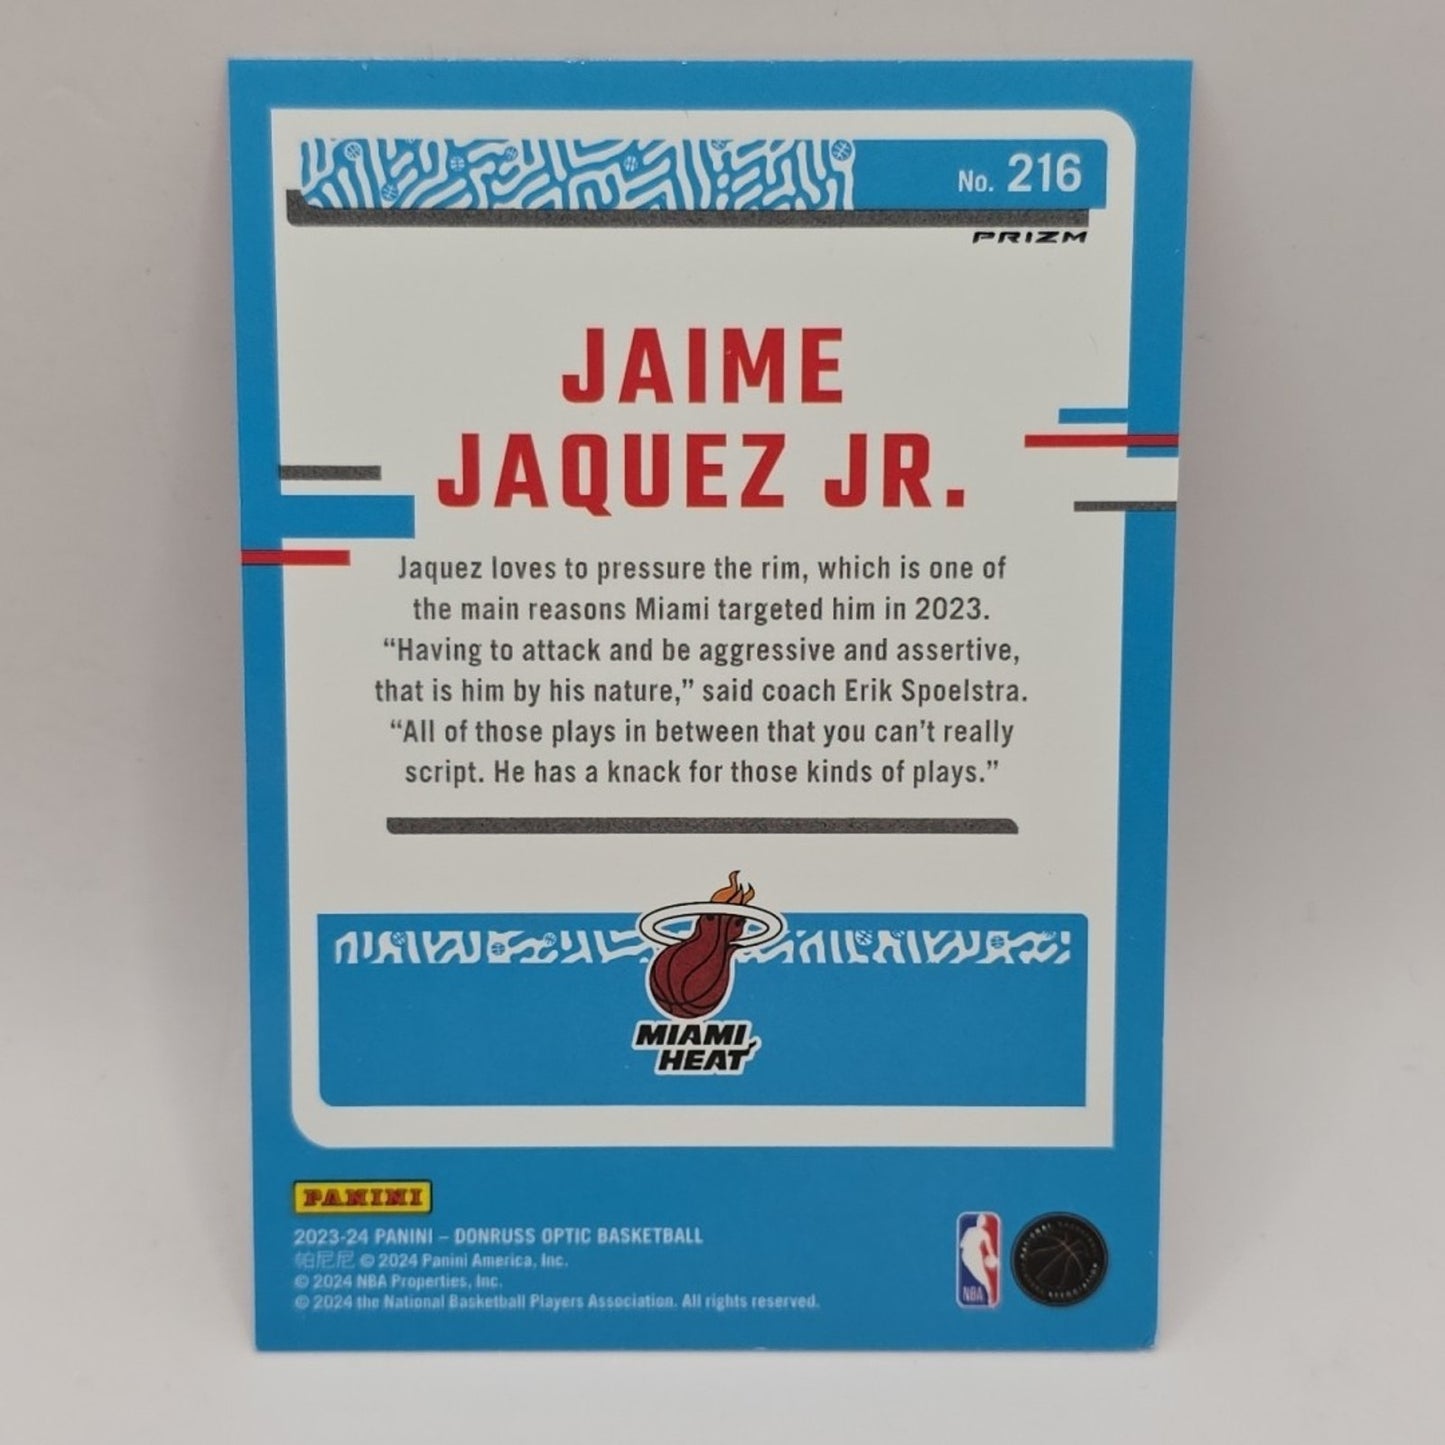 No. 216
PRIZM
JAIME
JAQUEZ JR.
Jaquez loves to pressure the rim, which is one of
the main reasons Miami targeted him in 2023.
“Having to attack and be aggressive and assertive,
that is him by his nature,” said coach Erik Spoelstra.
“All of those plays in between that you can’t really
script. He has a knack for those kinds of plays.”
MIAMI
HEAT
PANINI
2023-24 PANINI – DONRUSS OPTIC BASKETBALL
帕尼尼 © 2024 Panini America, Inc.
© 2024 NBA Properties, Inc.
© 2024 the National Basketball Players Association. All rights reserved.
NBA